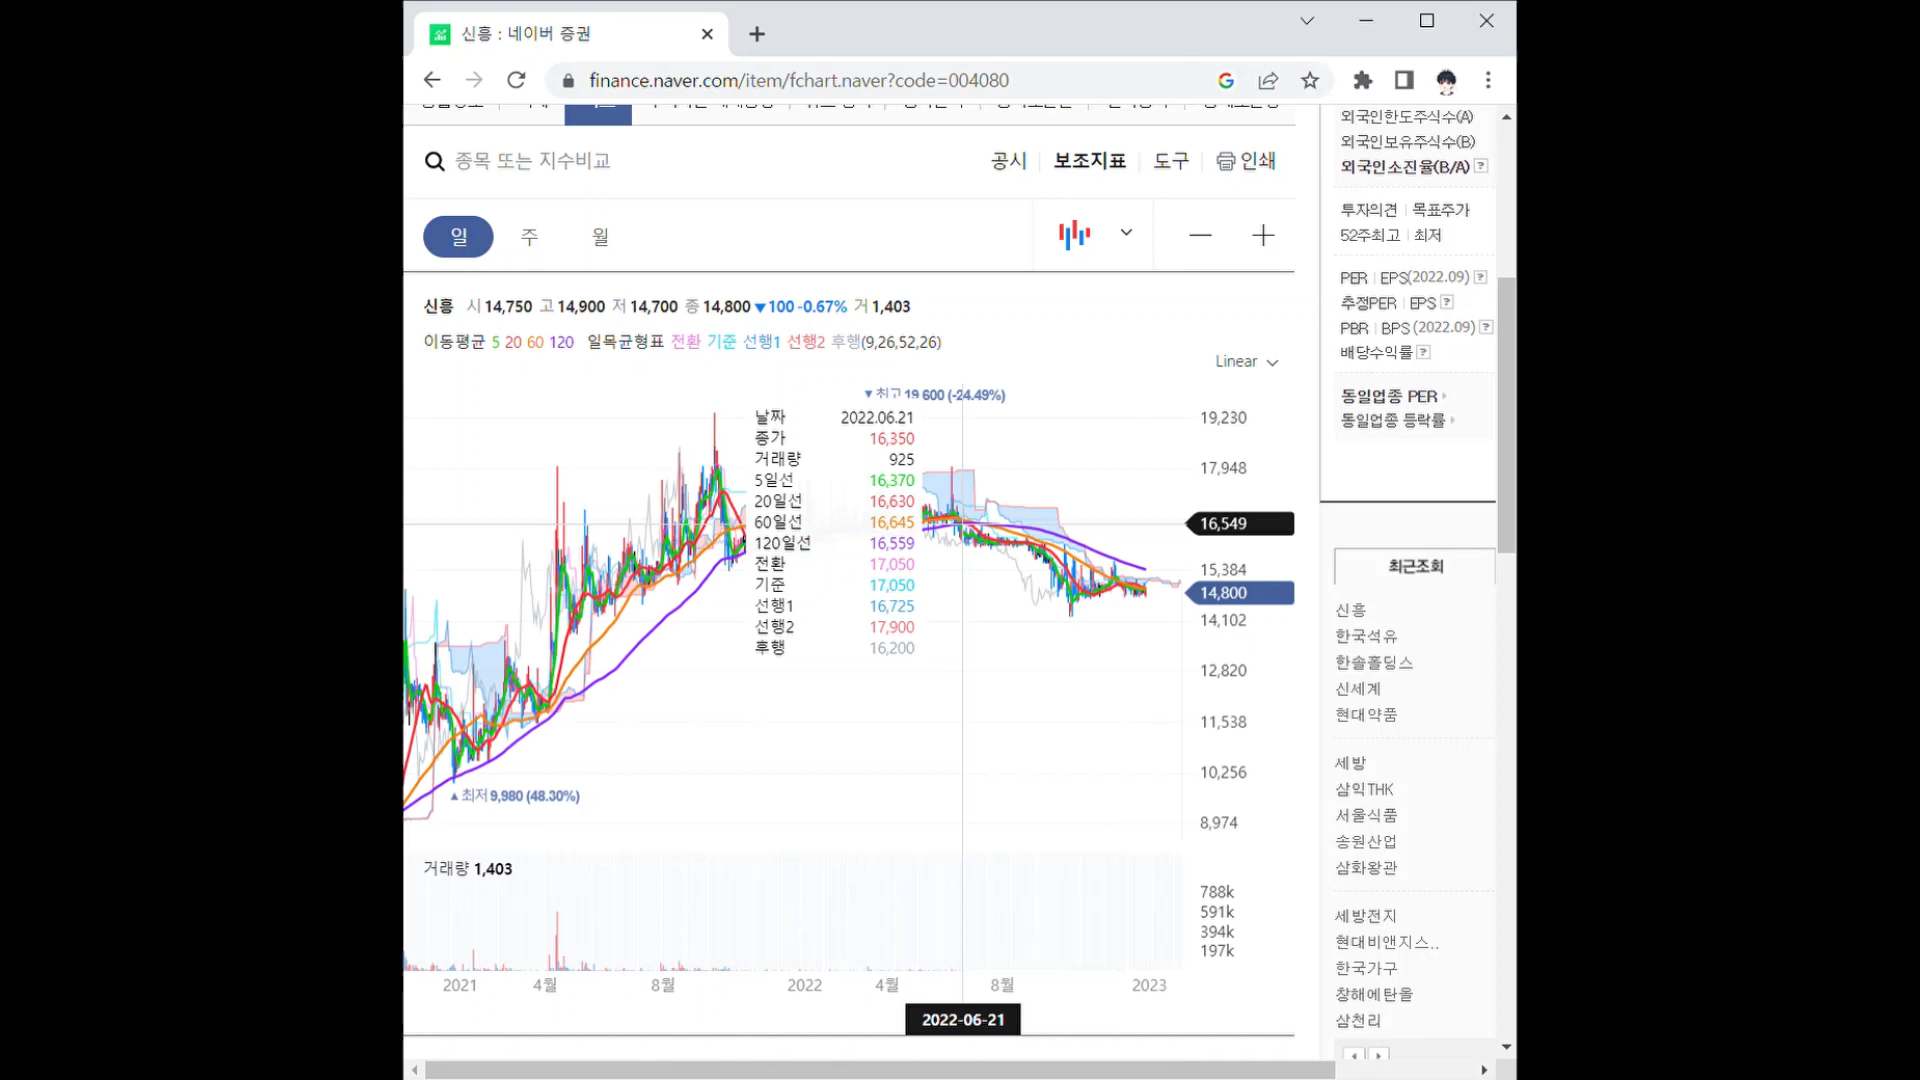 신흥 : 네이버 증권
finance.naver.com/item/fchart.naver?code=004080
종목 또는 지수비교
공시 보조지표 도구 인쇄
일 주 월
신흥 시 14,750 고 14,900 저 14,700 종 14,800 ▼100 -0.67% 거 1,403
이동평균 5 20 60 120 일목균형표 전환 기준 선행1 선행2 후행(9,26,52,26)
Linear
▼최고 19,600 (-24.49%)
날짜 2022.06.21
종가 16,350
거래량 925
5일선 16,370
20일선 16,630
60일선 16,645
120일선 16,559
전환 17,050
기준 17,050
선행1 16,725
선행2 17,900
후행 16,200
19,230
17,948
16,549
15,384
14,800
14,102
12,820
11,538
10,256
8,974
▲최저 9,980 (48.30%)
거래량 1,403
788k
591k
394k
197k
2021 4월 8월 2022 4월 8월 2023
2022-06-21
외국인한도주식수(A)
외국인보유주식수(B)
외국인소진율(B/A) ?
투자의견 | 목표주가
52주최고 | 최저
PER | EPS(2022.09) ?
추정PER | EPS ?
PBR | BPS (2022.09) ?
배당수익률 ?
동일업종 PER
동일업종 등락률
최근조회
신흥
한국석유
한솔홀딩스
신세계
현대약품
세방
삼익THK
서울식품
송원산업
삼화왕관
세방전지
현대비앤지스..
한국가구
창해에탄올
삼천리